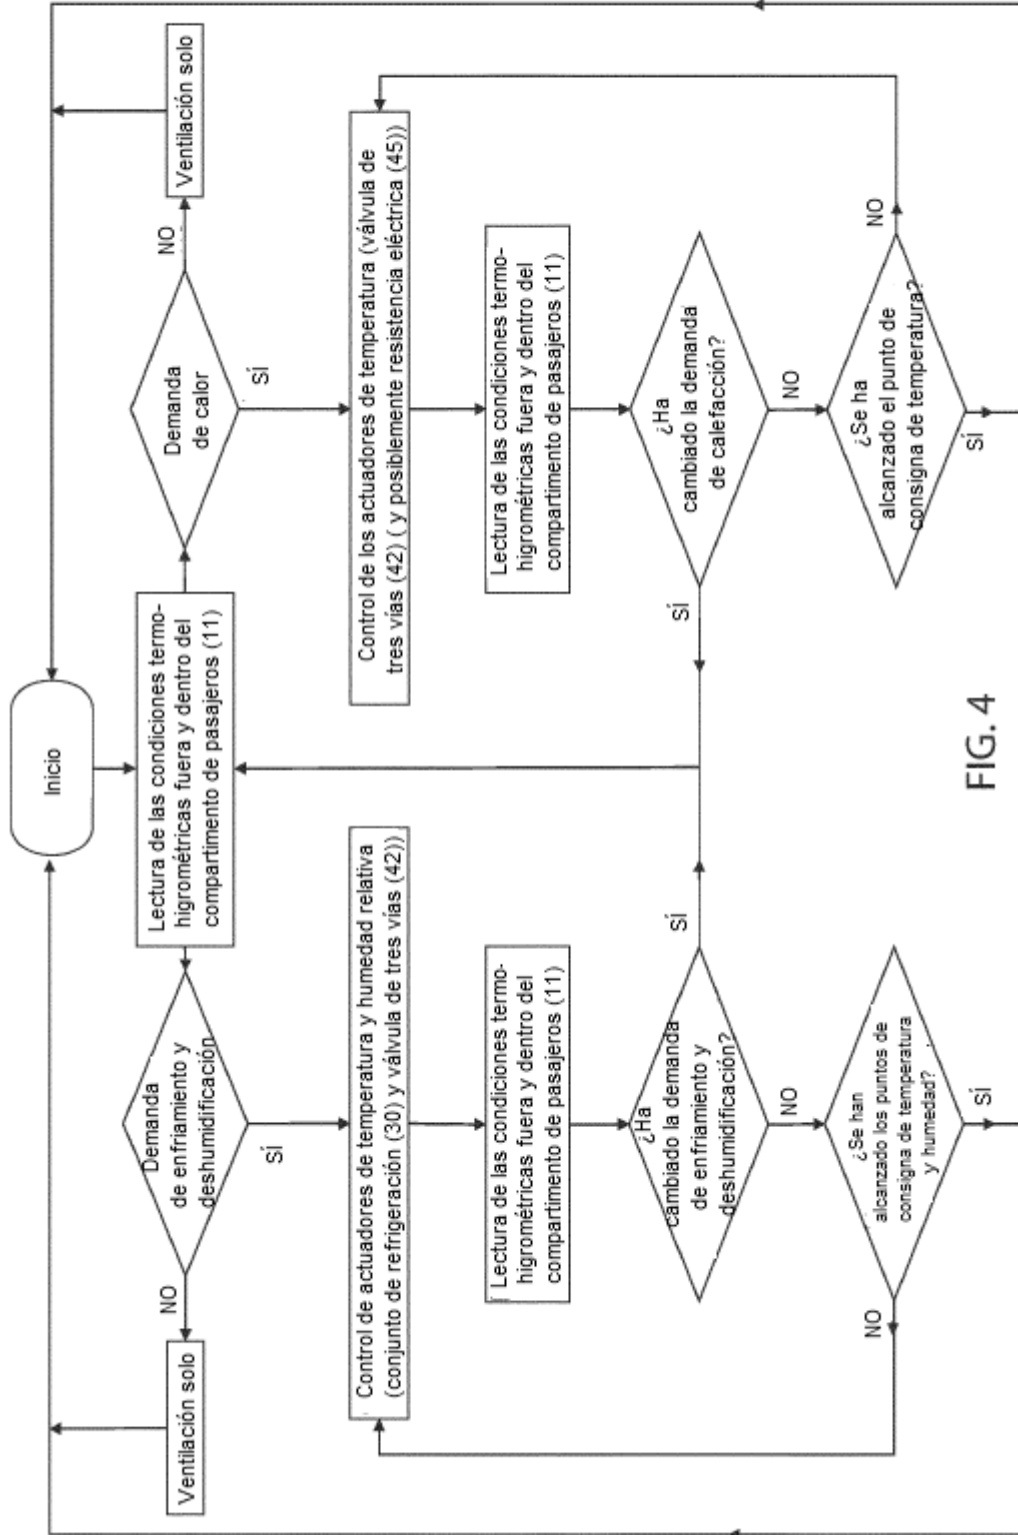 Inicio
Lectura de las condiciones termo-
higrométricas fuera y dentro del
compartimento de pasajeros (11)
Demanda
de enfriamiento y
deshumidificación
NO
Ventilación solo
SÍ
Control de actuadores de temperatura y humedad relativa
(conjunto de refrigeración (30) y válvula de tres vías (42))
Lectura de las condiciones termo-
higrométricas fuera y dentro del
compartimento de pasajeros (11)
¿Ha
cambiado la demanda
de enfriamiento y
deshumidificación?
SÍ
NO
¿Se han
alcanzado los puntos de
consigna de temperatura
y humedad?
NO
SÍ
Demanda
de calor
NO
Ventilación solo
SÍ
Control de los actuadores de temperatura (válvula de
tres vías (42) ( y posiblemente resistencia eléctrica (45))
Lectura de las condiciones termo-
higrométricas fuera y dentro del
compartimento de pasajeros (11)
¿Ha
cambiado la demanda
de calefacción?
SÍ
NO
¿Se ha
alcanzado el punto de
consigna de temperatura?
NO
SÍ
FIG. 4